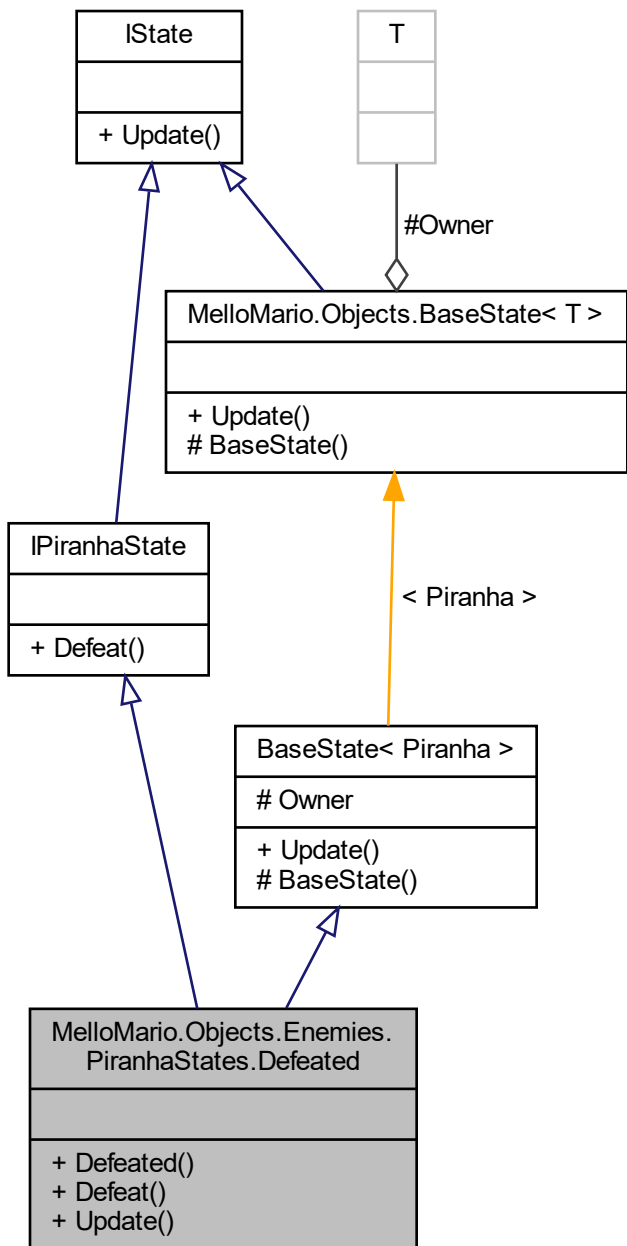 IState
+ Update()
T
#Owner
MelloMario.Objects.BaseState< T >
+ Update()
# BaseState()
IPiranhaState
+ Defeat()
< Piranha >
BaseState< Piranha >
# Owner
+ Update()
# BaseState()
MelloMario.Objects.Enemies.
PiranhaStates.Defeated
+ Defeated()
+ Defeat()
+ Update()